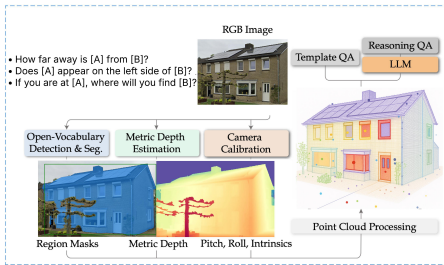 RGB Image
• How far away is [A] from [B]?
• Does [A] appear on the left side of [B]?
• If you are at [A], where will you find [B]?
Template QA
Reasoning QA
LLM
Open-Vocabulary
Detection & Seg.
Metric Depth
Estimation
Camera
Calibration
Region Masks
Metric Depth
Pitch, Roll, Intrinsics
Point Cloud Processing